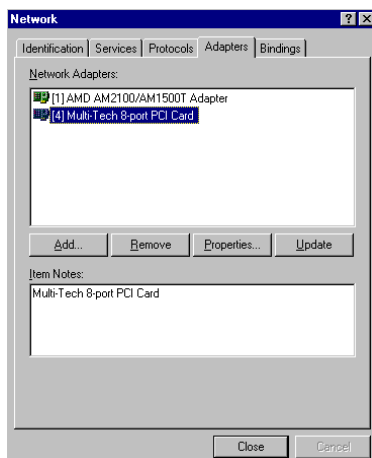 Network
Identification Services Protocols Adapters Bindings
Network Adapters:
[1] AMD AM2100/AM1500T Adapter
[4] Multi-Tech 8-port PCI Card
Add... Remove Properties... Update
Item Notes:
Multi-Tech 8-port PCI Card
Close Cancel